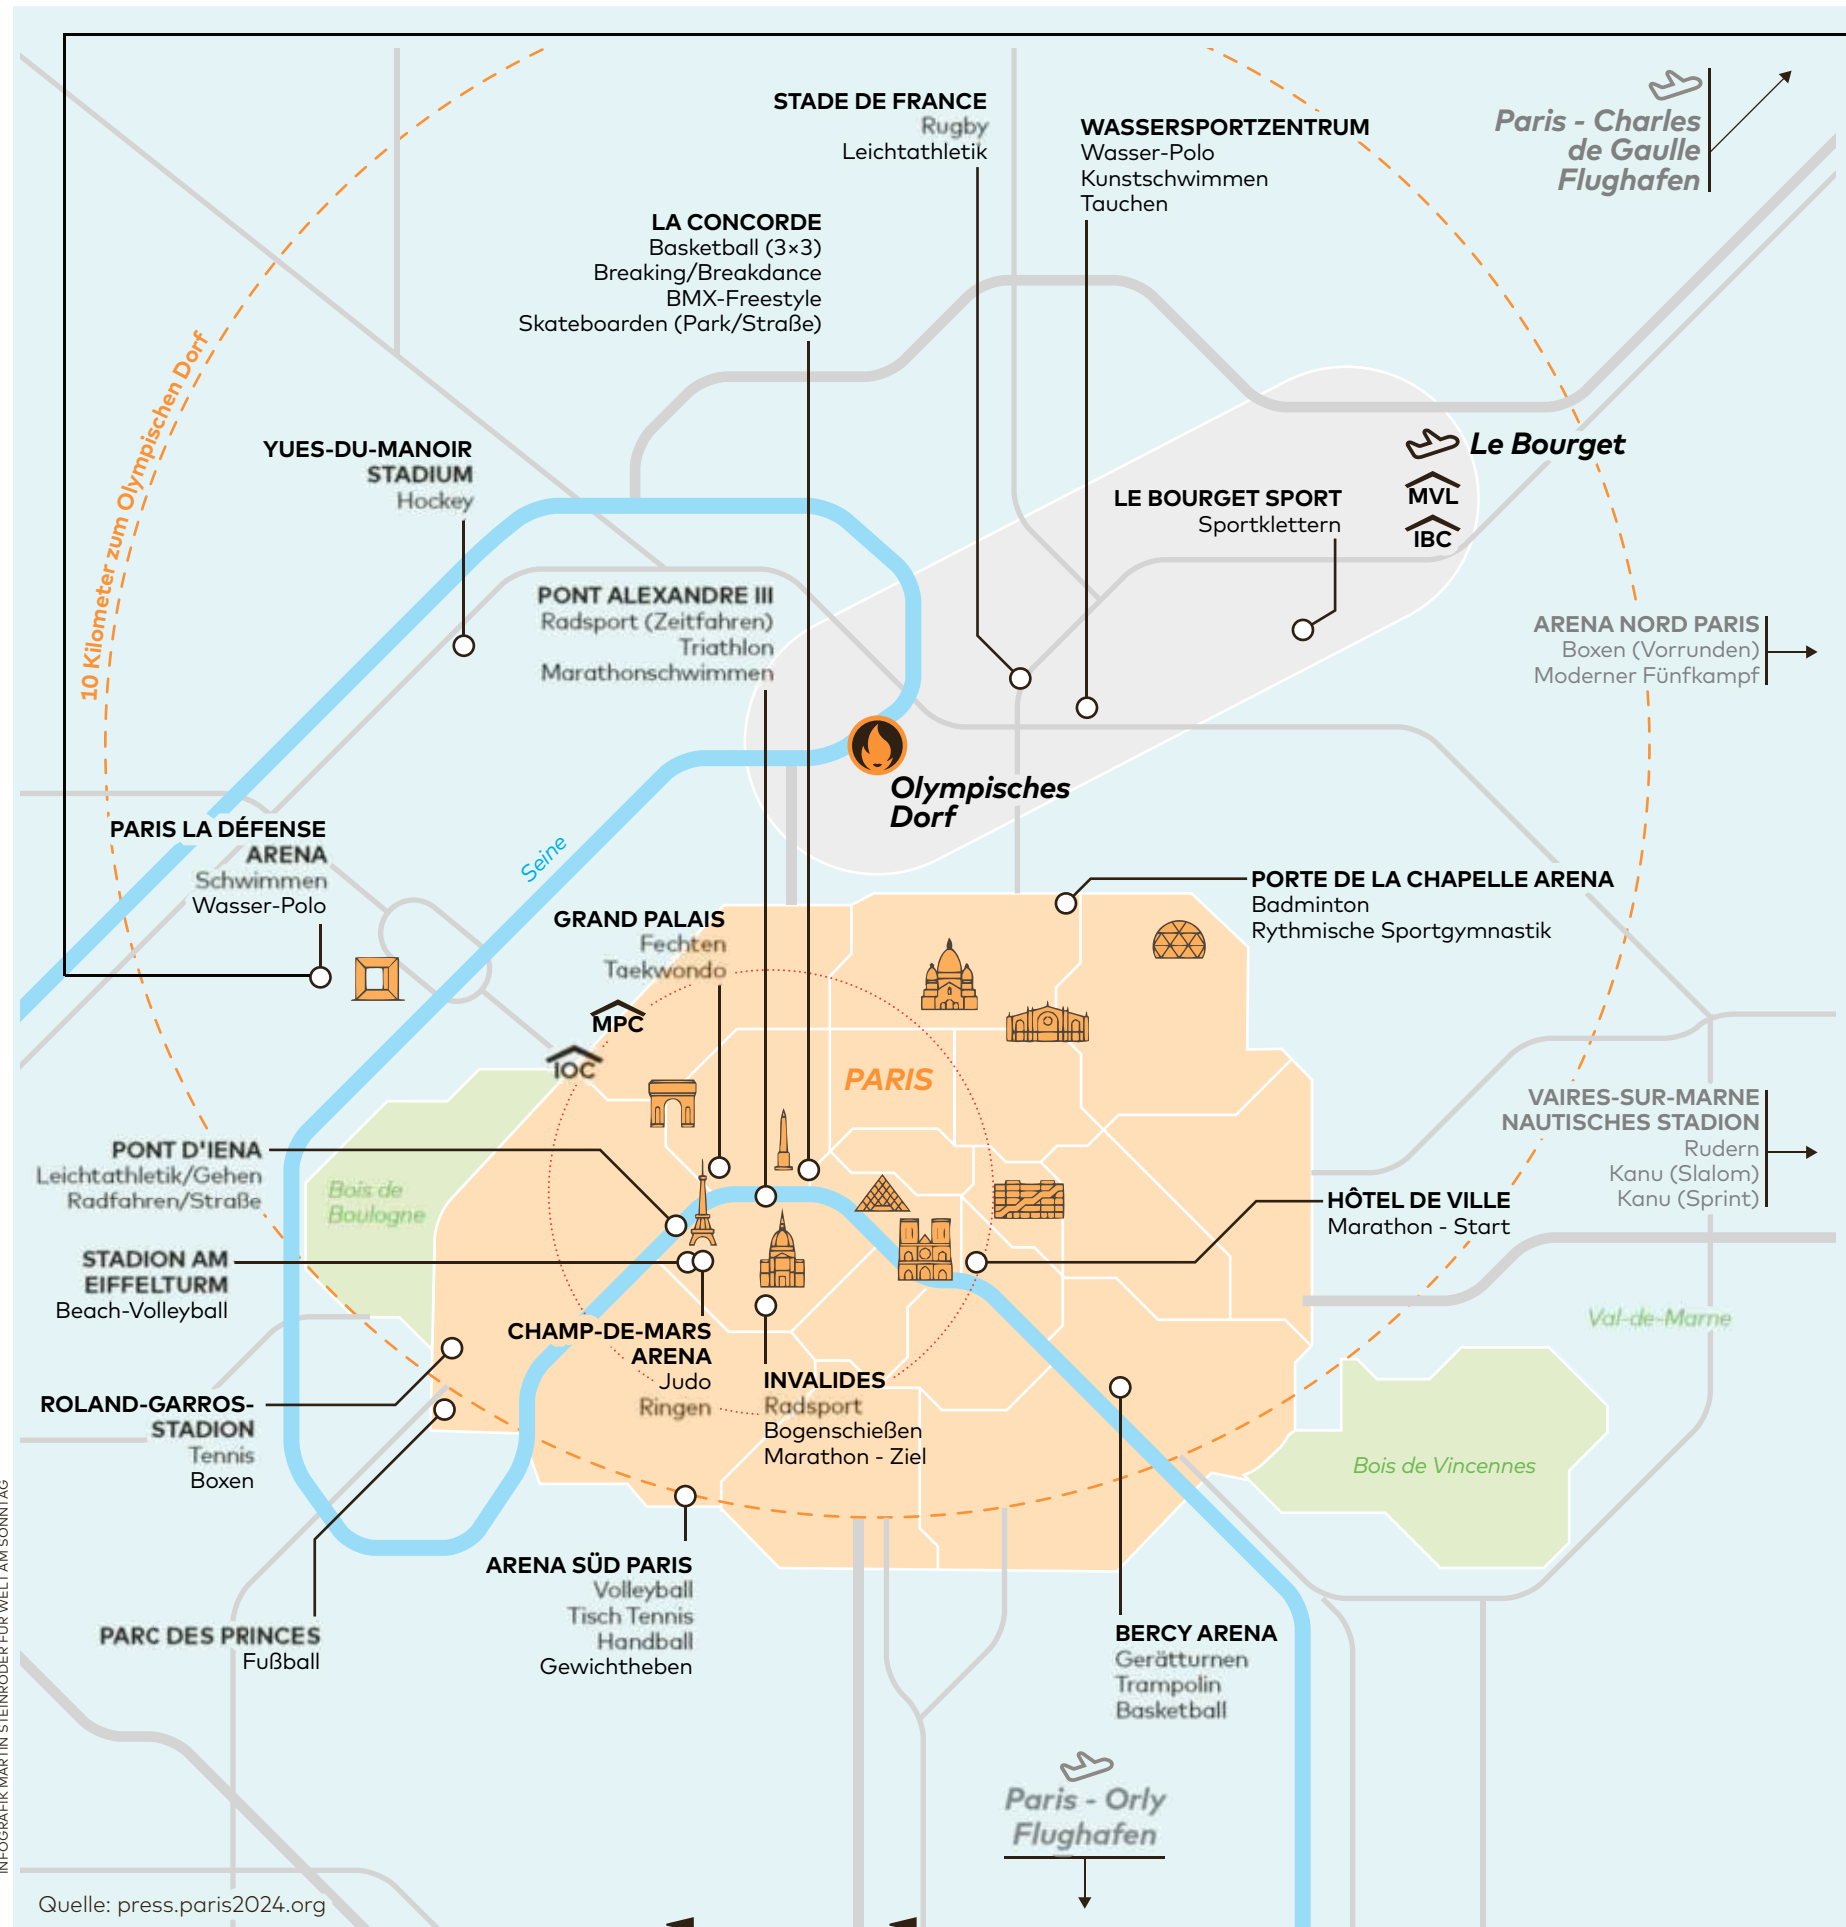 STADE DE FRANCE
Rugby
Leichtathletik
WASSERSPORTZENTRUM
Wasser-Polo
Kunstschwimmen
Tauchen
Paris - Charles
de Gaulle
Flughafen
LA CONCORDE
Basketball (3×3)
Breaking/Breakdance
BMX-Freestyle
Skateboarden (Park/Straße)
10 Kilometer zum Olympischen Dorf
YUES-DU-MANOIR
STADIUM
Hockey
Le Bourget
MVL
IBC
LE BOURGET SPORT
Sportklettern
PONT ALEXANDRE III
Radsport (Zeitfahren)
Triathlon
Marathonschwimmen
ARENA NORD PARIS
Boxen (Vorrunden)
Moderner Fünfkampf
Olympisches
Dorf
Seine
PARIS LA DÉFENSE
ARENA
Schwimmen
Wasser-Polo
GRAND PALAIS
Fechten
Taekwondo
PORTE DE LA CHAPELLE ARENA
Badminton
Rythmische Sportgymnastik
MPC
IOC
PARIS
VAIRES-SUR-MARNE
NAUTISCHES STADION
Rudern
Kanu (Slalom)
Kanu (Sprint)
PONT D'IENA
Leichtathletik/Gehen
Radfahren/Straße
Bois de
Boulogne
HÔTEL DE VILLE
Marathon - Start
STADION AM
EIFFELTURM
Beach-Volleyball
Val-de-Marne
CHAMP-DE-MARS
ARENA
Judo
Ringen
INVALIDES
Radsport
Bogenschießen
Marathon - Ziel
ROLAND-GARROS-
STADION
Tennis
Boxen
Bois de Vincennes
ARENA SÜD PARIS
Volleyball
Tisch Tennis
Handball
Gewichtheben
PARC DES PRINCES
Fußball
BERCY ARENA
Gerätturnen
Trampolin
Basketball
Paris - Orly
Flughafen
INFOGRAFIK MARTIN STEINRÖDER FÜR WELT AM SONNTAG
Quelle: press.paris2024.org